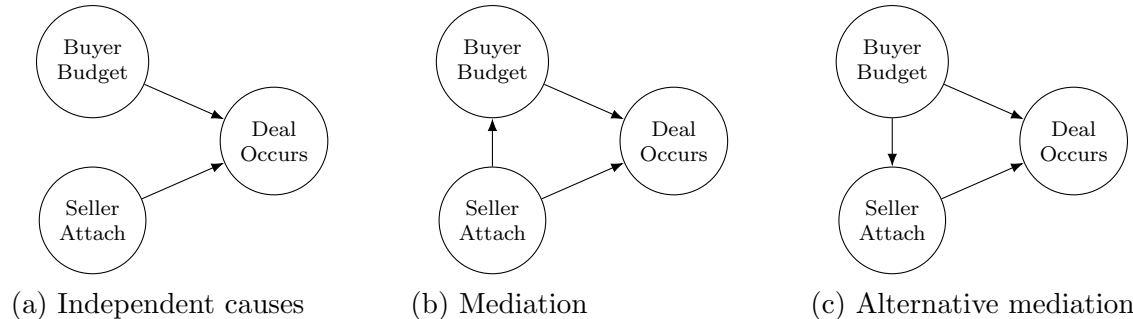 Buyer
Budget
Deal
Occurs
Seller
Attach
(a) Independent causes
Buyer
Budget
Deal
Occurs
Seller
Attach
(b) Mediation
Buyer
Budget
Deal
Occurs
Seller
Attach
(c) Alternative mediation